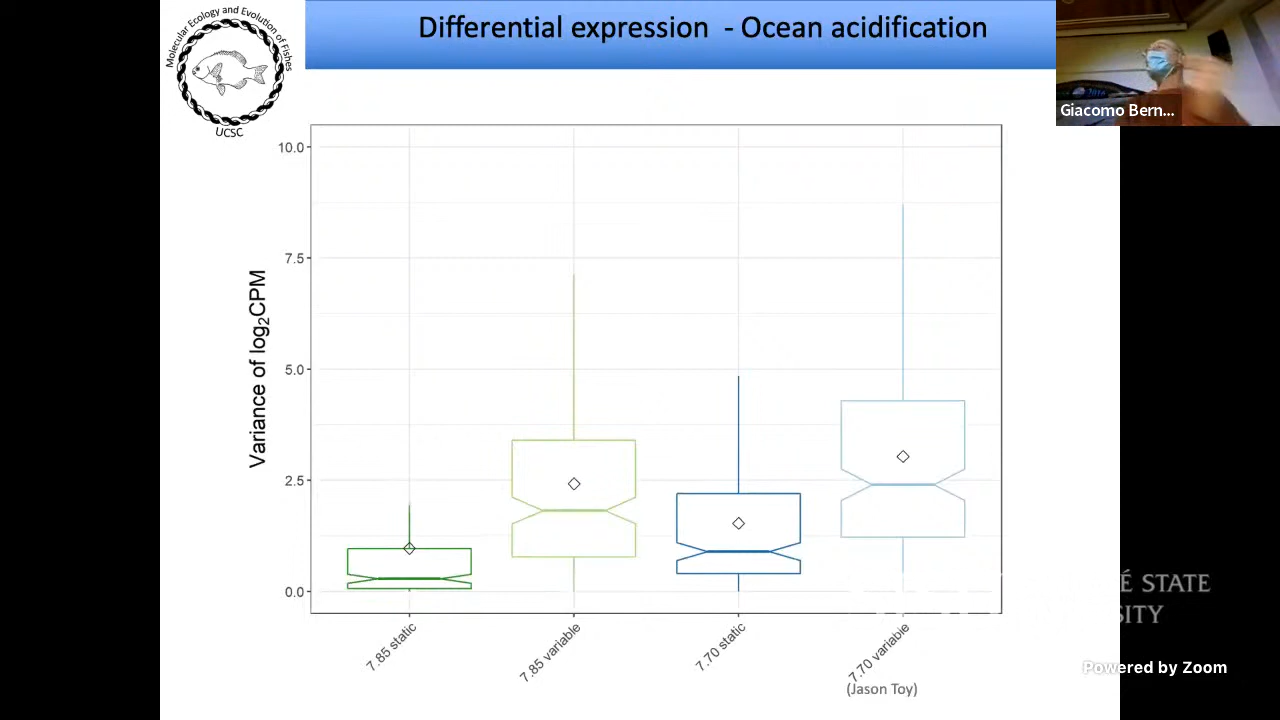 Molecular Ecology and Evolution of Fishes
UCSC
Differential expression - Ocean acidification
Giacomo Bern...
Variance of log₂CPM
10.0
7.5
5.0
2.5
0.0
7.85 static
7.85 variable
7.70 static
7.70 variable
(Jason Toy)
É STATE
SITY
Powered by Zoom